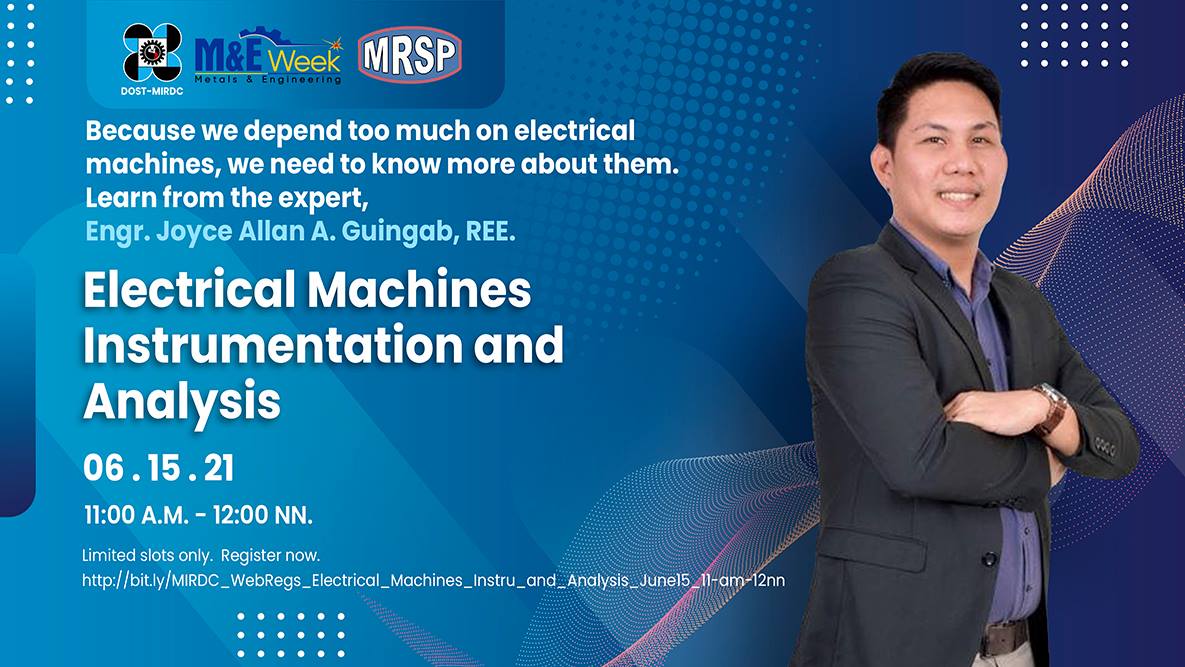 DOST-MIRDC
M&E Week
Metals & Engineering
MRSP
Because we depend too much on electrical
machines, we need to know more about them.
Learn from the expert,
Engr. Joyce Allan A. Guingab, REE.
Electrical Machines
Instrumentation and
Analysis
06 . 15 . 21
11:00 A.M. - 12:00 NN.
Limited slots only.  Register now.
http://bit.ly/MIRDC_WebRegs_Electrical_Machines_Instru_and_Analysis_June15_11-am-12nn